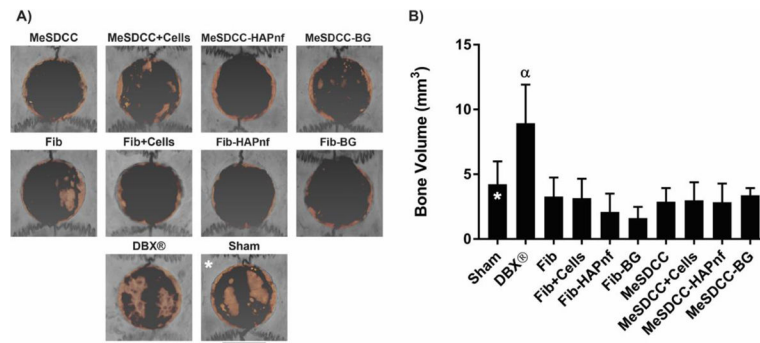 A)
MeSDCC MeSDCC+Cells MeSDCC-HAPnf MeSDCC-BG
Fib Fib+Cells Fib-HAPnf Fib-BG
DBX® Sham
*
B)
Bone Volume (mm³)
15
10
5
0
α
*
Sham
DBX®
Fib
Fib+Cells
Fib-HAPnf
Fib-BG
MeSDCC
MeSDCC+Cells
MeSDCC-HAPnf
MeSDCC-BG